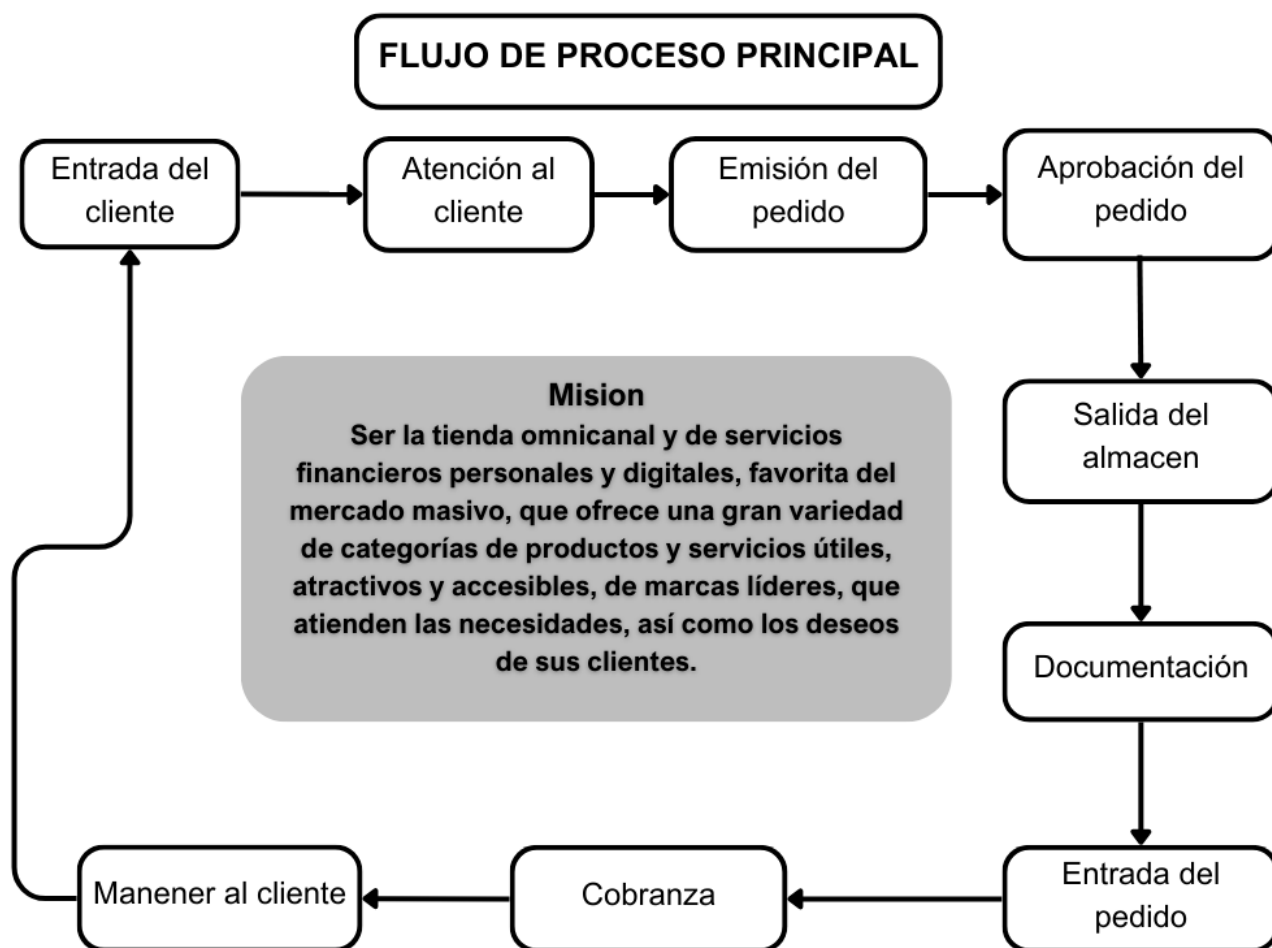 FLUJO DE PROCESO PRINCIPAL
Entrada del
cliente
Atención al
cliente
Emisión del
pedido
Aprobación del
pedido
Mision
Ser la tienda omnicanal y de servicios
financieros personales y digitales, favorita del
mercado masivo, que ofrece una gran variedad
de categorías de productos y servicios útiles,
atractivos y accesibles, de marcas líderes, que
atienden las necesidades, así como los deseos
de sus clientes.
Salida del
almacen
Documentación
Entrada del
pedido
Cobranza
Manener al cliente